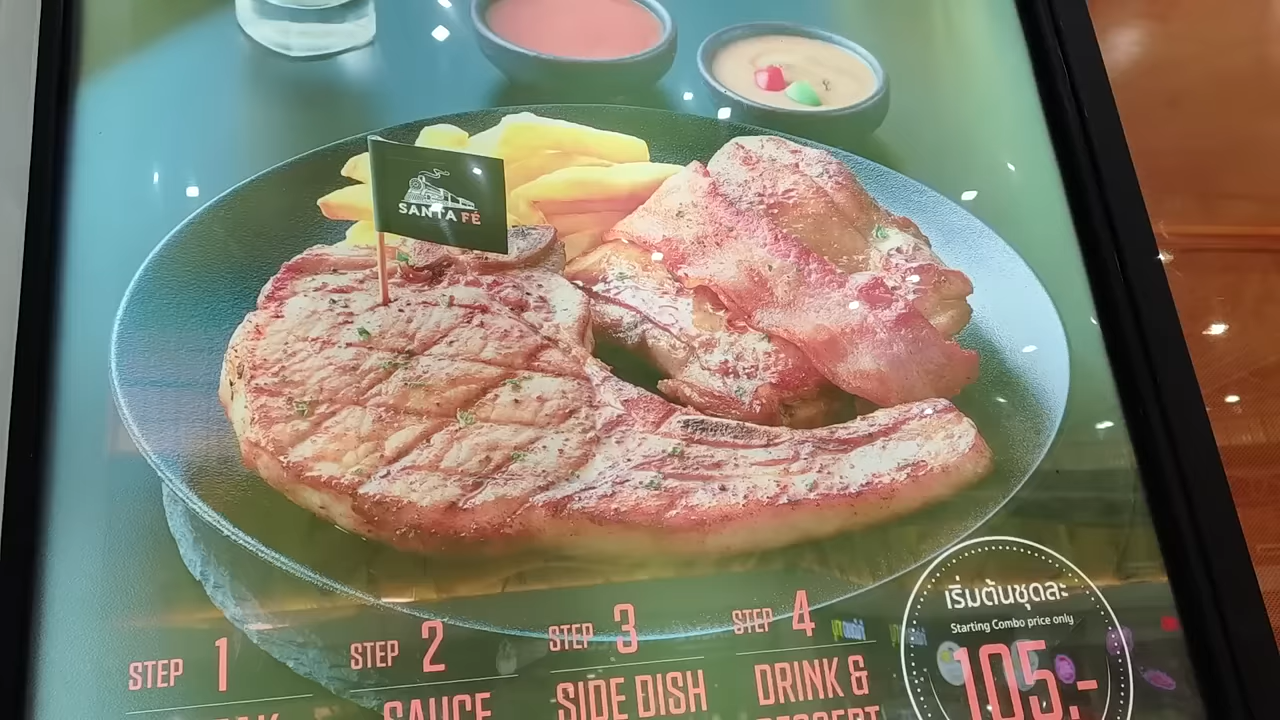 SANTA FÉ
STEP 1
STEP 2
SAUCE
STEP 3
SIDE DISH
STEP 4
DRINK &
DESSERT
เริ่มต้นชุดละ
Starting Combo price only
105.-